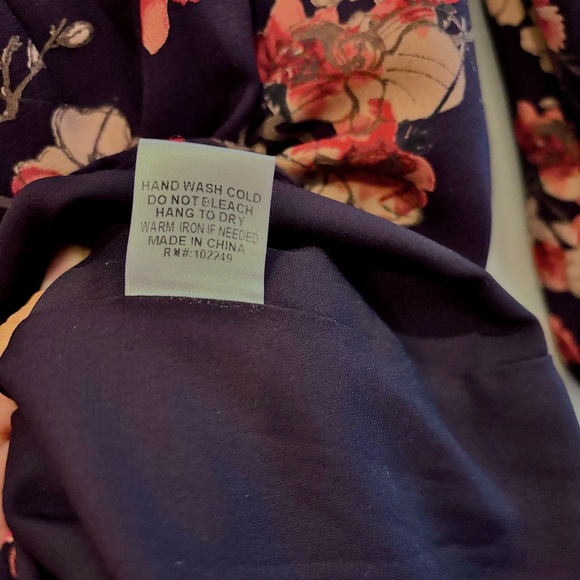 HAND WASH COLD
DO NOT BLEACH
HANG TO DRY
WARM IRON IF NEEDED
MADE IN CHINA
RN#:102249